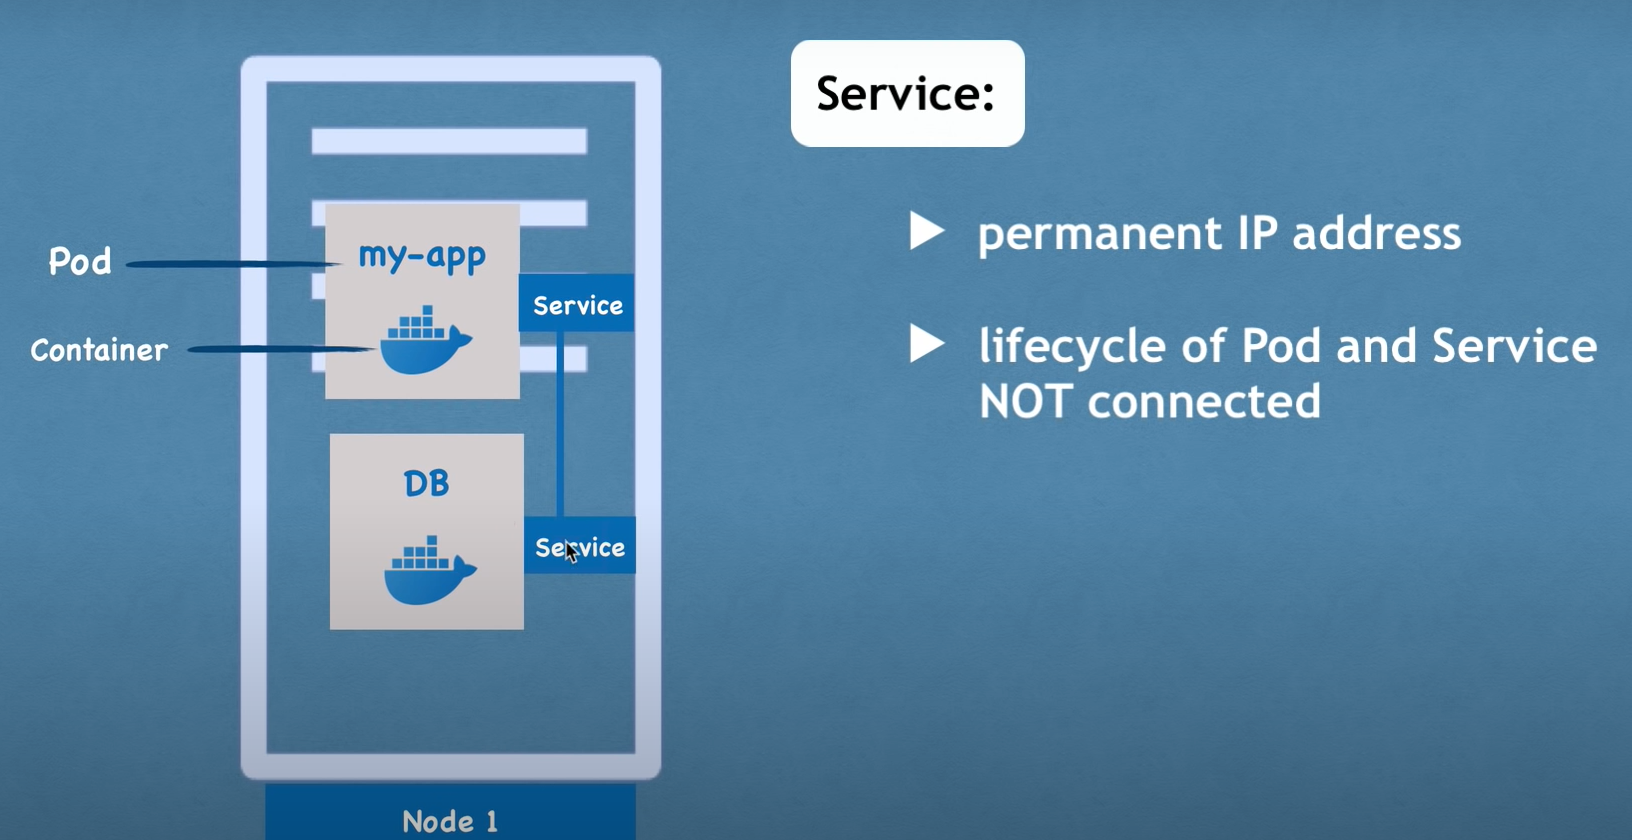 Service:
permanent IP address
lifecycle of Pod and Service
NOT connected
Pod
my-app
Service
Container
DB
Service
Node 1